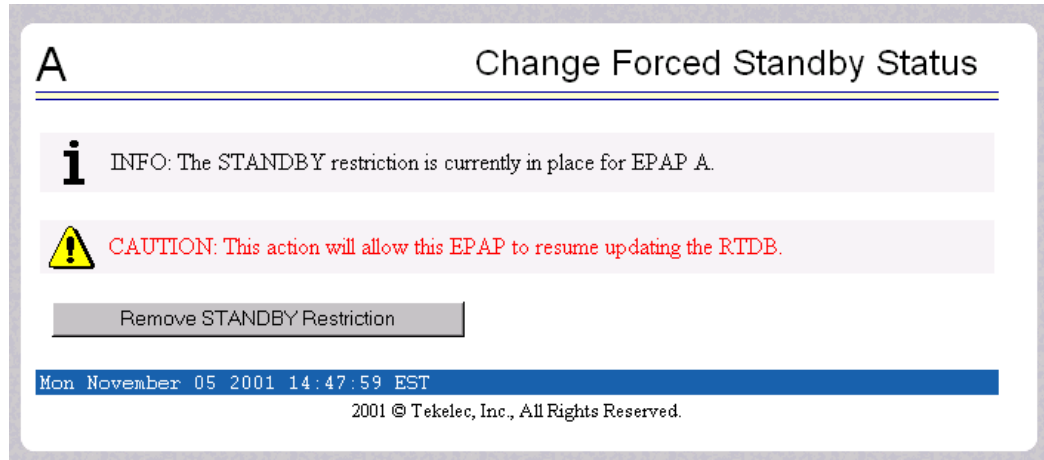 A
Change Forced Standby Status
i
INFO: The STANDBY restriction is currently in place for EPAP A.
!
CAUTION: This action will allow this EPAP to resume updating the RTDB.
Remove STANDBY Restriction
Mon November 05 2001 14:47:59 EST
2001 © Tekelec, Inc., All Rights Reserved.